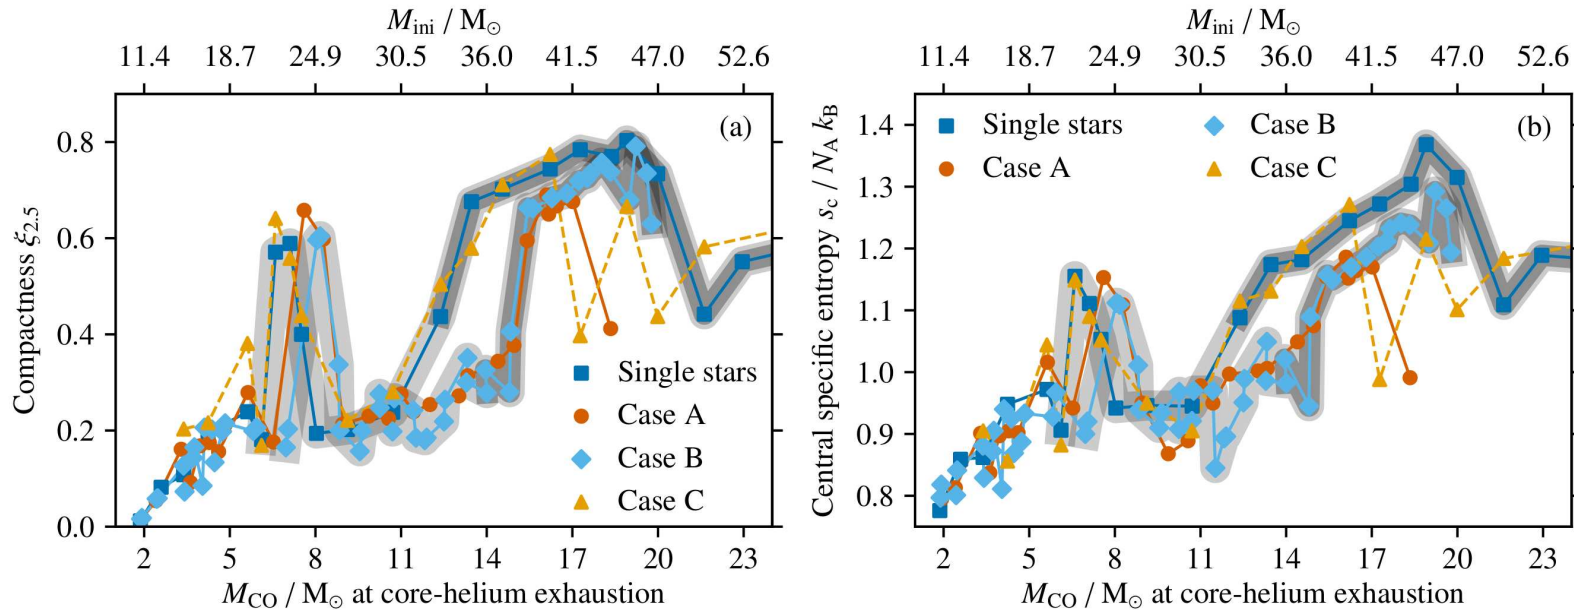 M_ini / M_⊙
11.4 18.7 24.9 30.5 36.0 41.5 47.0 52.6
(a)
Compactness ξ_2.5
0.8
0.6
0.4
0.2
0.0
Single stars
Case A
Case B
Case C
2 5 8 11 14 17 20 23
M_CO / M_⊙ at core-helium exhaustion
M_ini / M_⊙
11.4 18.7 24.9 30.5 36.0 41.5 47.0 52.6
Single stars Case B (b)
Case A Case C
Central specific entropy s_c / N_A k_B
1.4
1.3
1.2
1.1
1.0
0.9
0.8
2 5 8 11 14 17 20 23
M_CO / M_⊙ at core-helium exhaustion